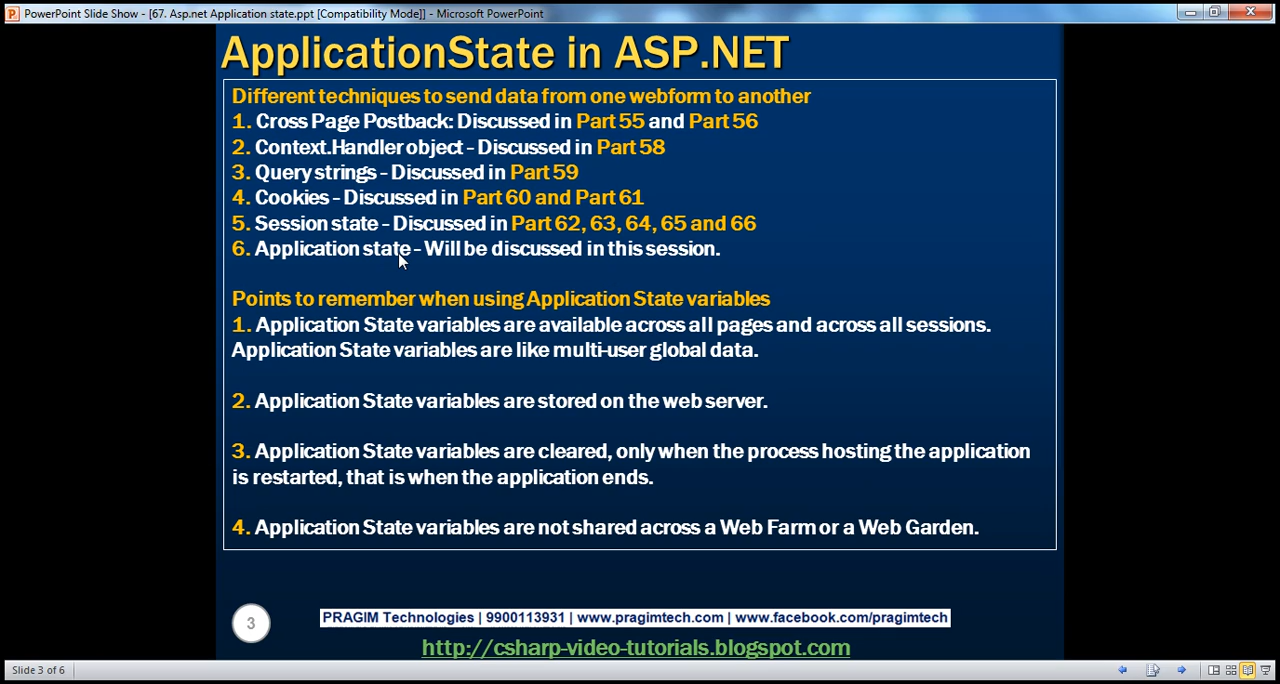 PowerPoint Slide Show - [67. Asp.net Application state.ppt [Compatibility Mode]] - Microsoft PowerPoint
ApplicationState in ASP.NET
Different techniques to send data from one webform to another
1. Cross Page Postback: Discussed in Part 55 and Part 56
2. Context.Handler object - Discussed in Part 58
3. Query strings - Discussed in Part 59
4. Cookies - Discussed in Part 60 and Part 61
5. Session state - Discussed in Part 62, 63, 64, 65 and 66
6. Application state - Will be discussed in this session.
Points to remember when using Application State variables
1. Application State variables are available across all pages and across all sessions.
Application State variables are like multi-user global data.
2. Application State variables are stored on the web server.
3. Application State variables are cleared, only when the process hosting the application
is restarted, that is when the application ends.
4. Application State variables are not shared across a Web Farm or a Web Garden.
3
PRAGIM Technologies | 9900113931 | www.pragimtech.com | www.facebook.com/pragimtech
http://csharp-video-tutorials.blogspot.com
Slide 3 of 6